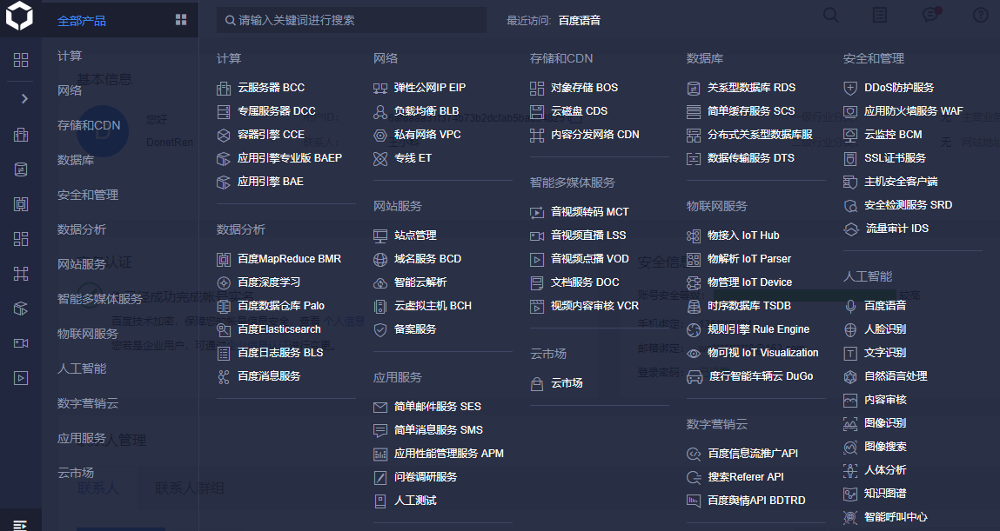 全部产品
请输入关键词进行搜索
最近访问:
百度语音
计算
网络
存储和CDN
数据库
安全和管理
数据分析
网站服务
智能多媒体服务
物联网服务
人工智能
数字营销云
应用服务
云市场
计算
云服务器 BCC
专属服务器 DCC
容器引擎 CCE
应用引擎专业版 BAEP
应用引擎 BAE
数据分析
百度MapReduce BMR
百度深度学习
百度数据仓库 Palo
百度Elasticsearch
百度日志服务 BLS
百度消息服务
网络
弹性公网IP EIP
负载均衡 BLB
私有网络 VPC
专线 ET
网站服务
站点管理
域名服务 BCD
智能云解析
云虚拟主机 BCH
备案服务
应用服务
简单邮件服务 SES
简单消息服务 SMS
应用性能管理服务 APM
问卷调研服务
人工测试
存储和CDN
对象存储 BOS
云磁盘 CDS
内容分发网络 CDN
智能多媒体服务
音视频转码 MCT
音视频直播 LSS
音视频点播 VOD
文档服务 DOC
视频内容审核 VCR
云市场
云市场
数据库
关系型数据库 RDS
简单缓存服务 SCS
分布式关系型数据库服
数据传输服务 DTS
物联网服务
物接入 IoT Hub
物解析 IoT Parser
物管理 IoT Device
时序数据库 TSDB
规则引擎 Rule Engine
物可视 IoT Visualization
度行智能车辆云 DuGo
数字营销云
百度信息流推广API
搜索Referer API
百度舆情API BDTRD
安全和管理
DDoS防护服务
应用防火墙服务 WAF
云监控 BCM
SSL证书服务
主机安全客户端
安全检测服务 SRD
流量审计 IDS
人工智能
百度语音
人脸识别
文字识别
自然语言处理
内容审核
图像识别
图像搜索
人体分析
知识图谱
智能呼叫中心
基本信息
您好
DonetRen
联系人群组
联系人